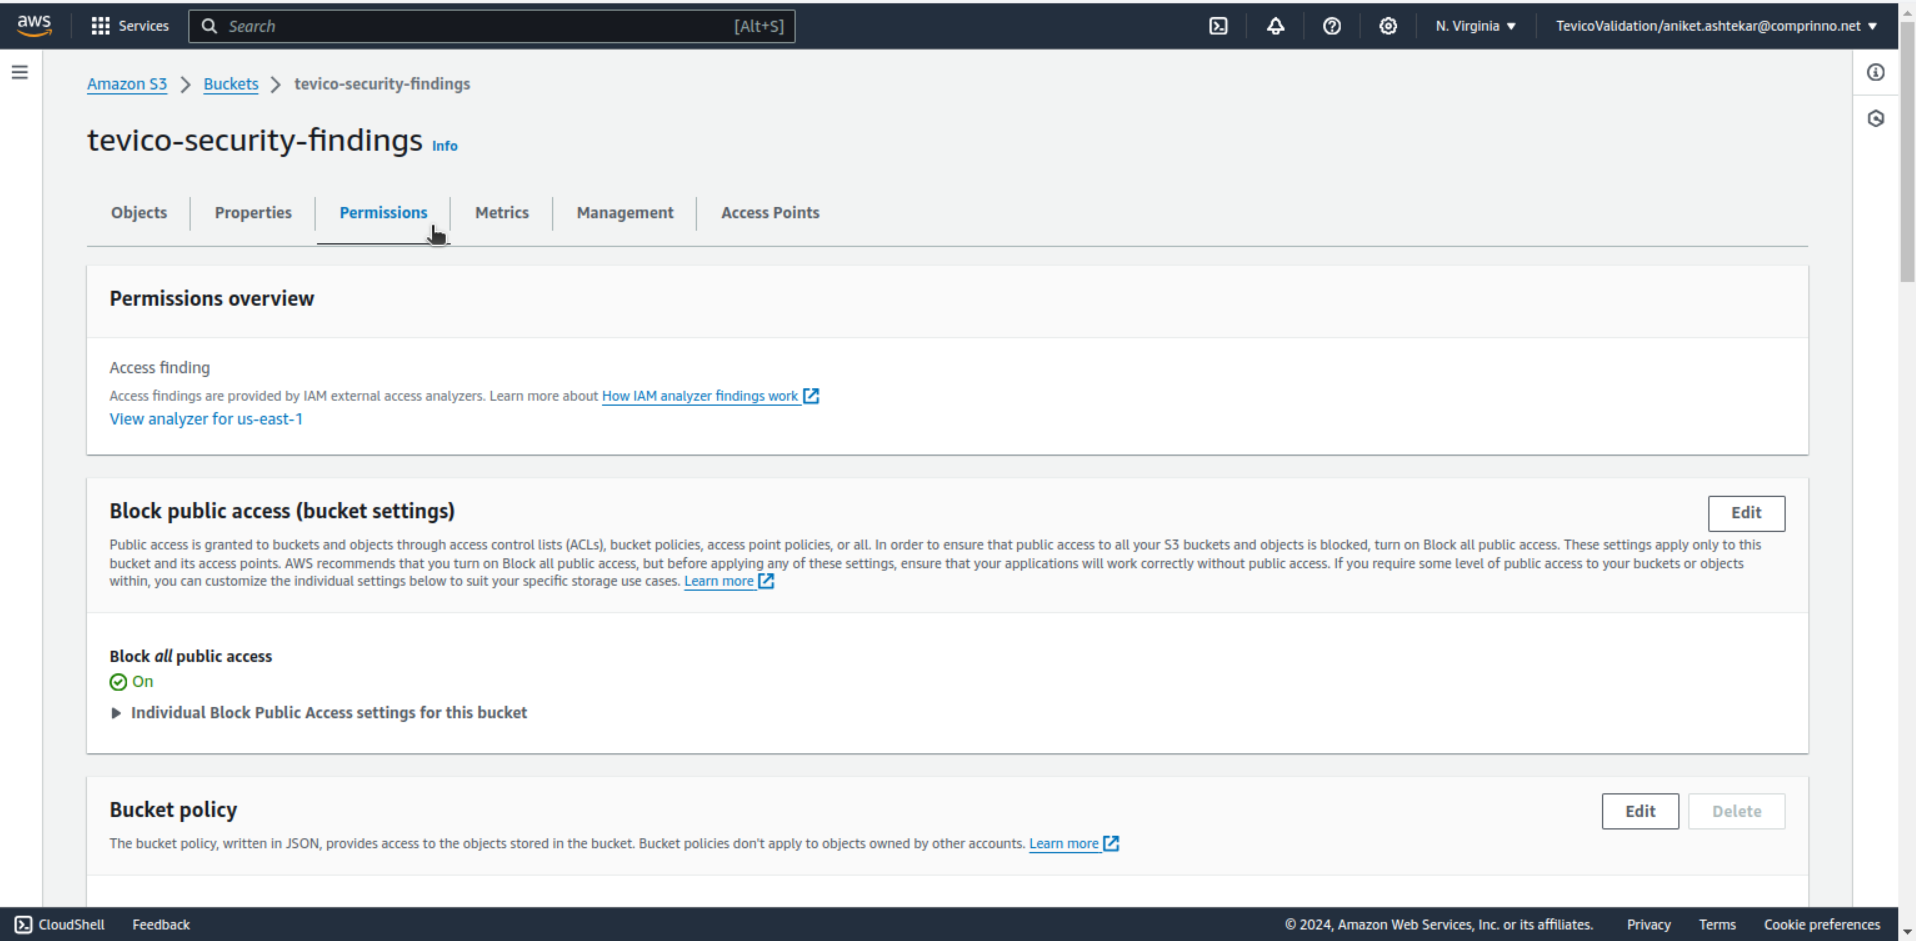 aws
Services
Search
[Alt+S]
N. Virginia
TevicoValidation/aniket.ashtekar@comprinno.net
Amazon S3 > Buckets > tevico-security-findings
tevico-security-findings Info
Objects
Properties
Permissions
Metrics
Management
Access Points
Permissions overview
Access finding
Access findings are provided by IAM external access analyzers. Learn more about How IAM analyzer findings work
View analyzer for us-east-1
Block public access (bucket settings)
Edit
Public access is granted to buckets and objects through access control lists (ACLs), bucket policies, access point policies, or all. In order to ensure that public access to all your S3 buckets and objects is blocked, turn on Block all public access. These settings apply only to this
bucket and its access points. AWS recommends that you turn on Block all public access, but before applying any of these settings, ensure that your applications will work correctly without public access. If you require some level of public access to your buckets or objects
within, you can customize the individual settings below to suit your specific storage use cases. Learn more
Block all public access
On
Individual Block Public Access settings for this bucket
Bucket policy
Edit
Delete
The bucket policy, written in JSON, provides access to the objects stored in the bucket. Bucket policies don't apply to objects owned by other accounts. Learn more
CloudShell
Feedback
© 2024, Amazon Web Services, Inc. or its affiliates.
Privacy
Terms
Cookie preferences